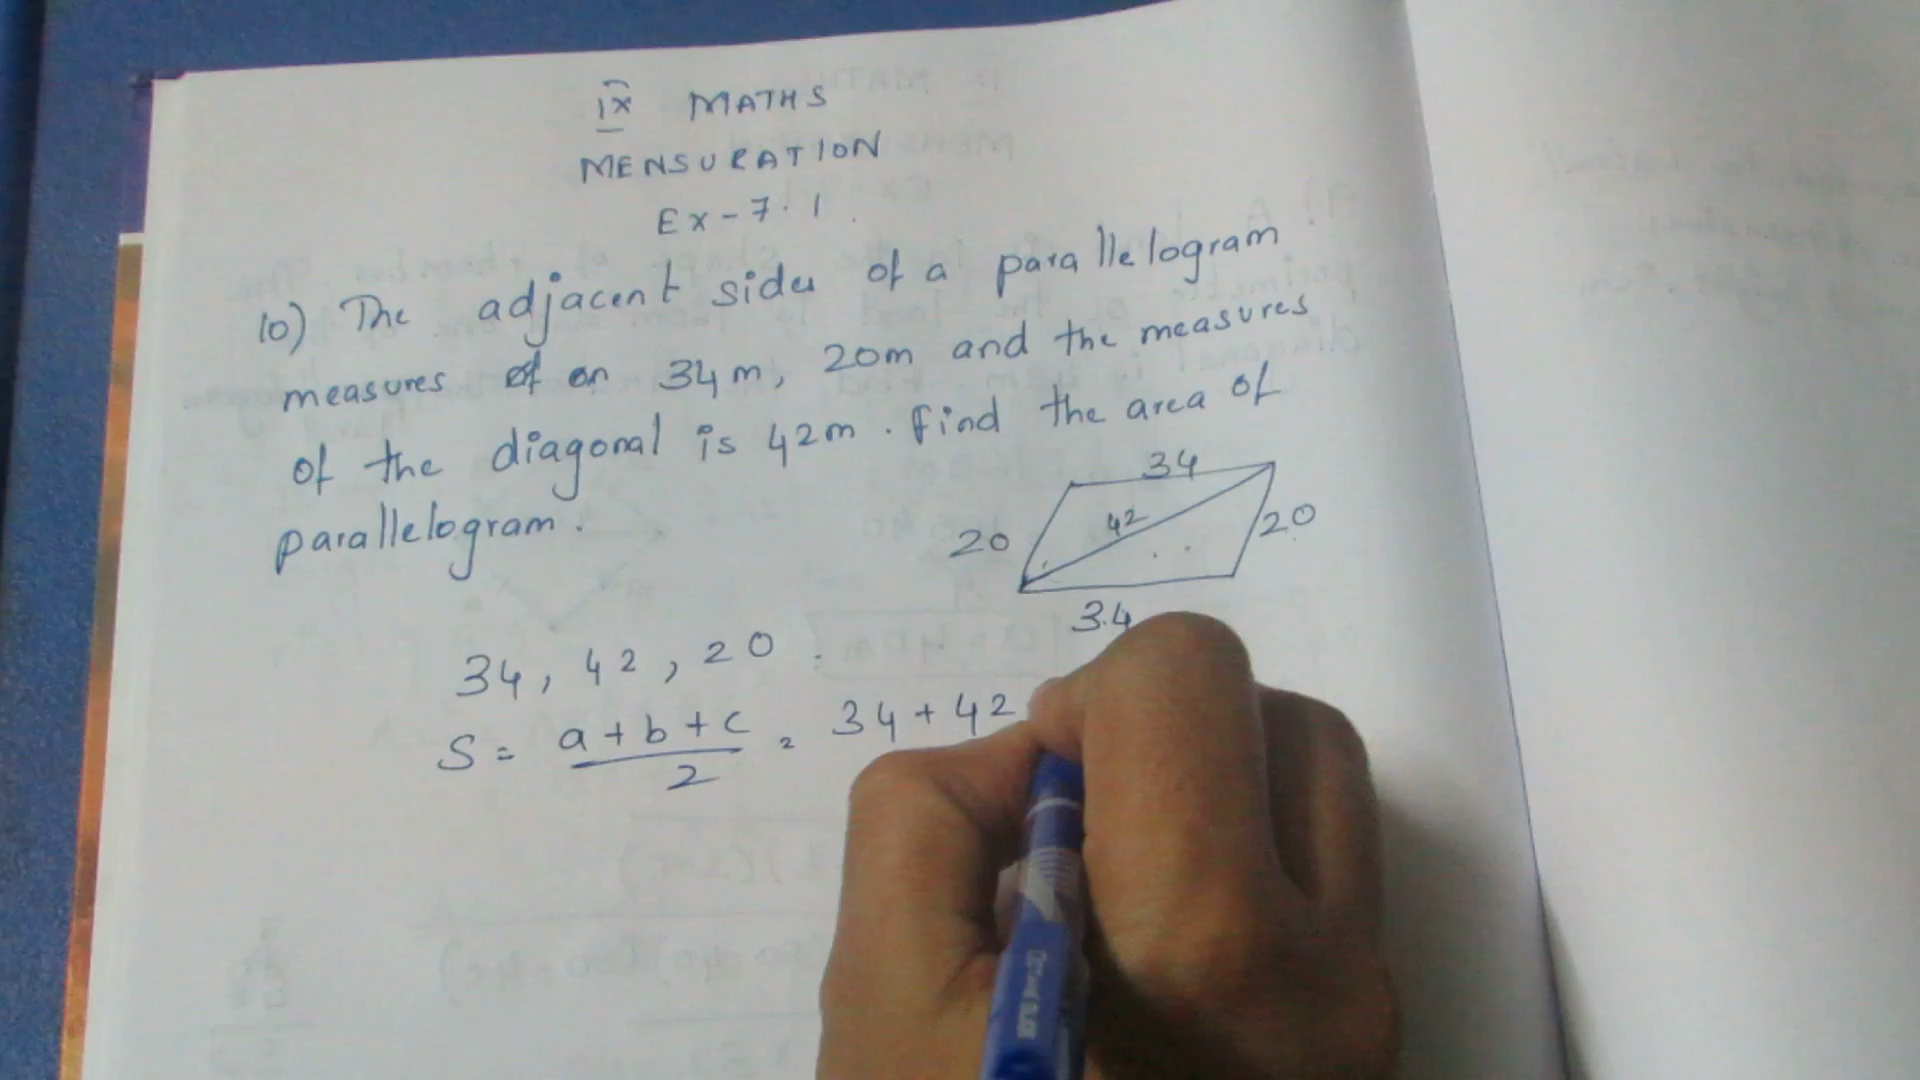 IX MATHS
MENSURATION
Ex-7.1.
10) The adjacent sides of a parallelogram
measures of on 34m, 20m and the measures
of the diagonal is 42m. Find the area of
parallelogram.
34
42
20
20
34
34, 42, 20.
S = a+b+c = 34+42
2